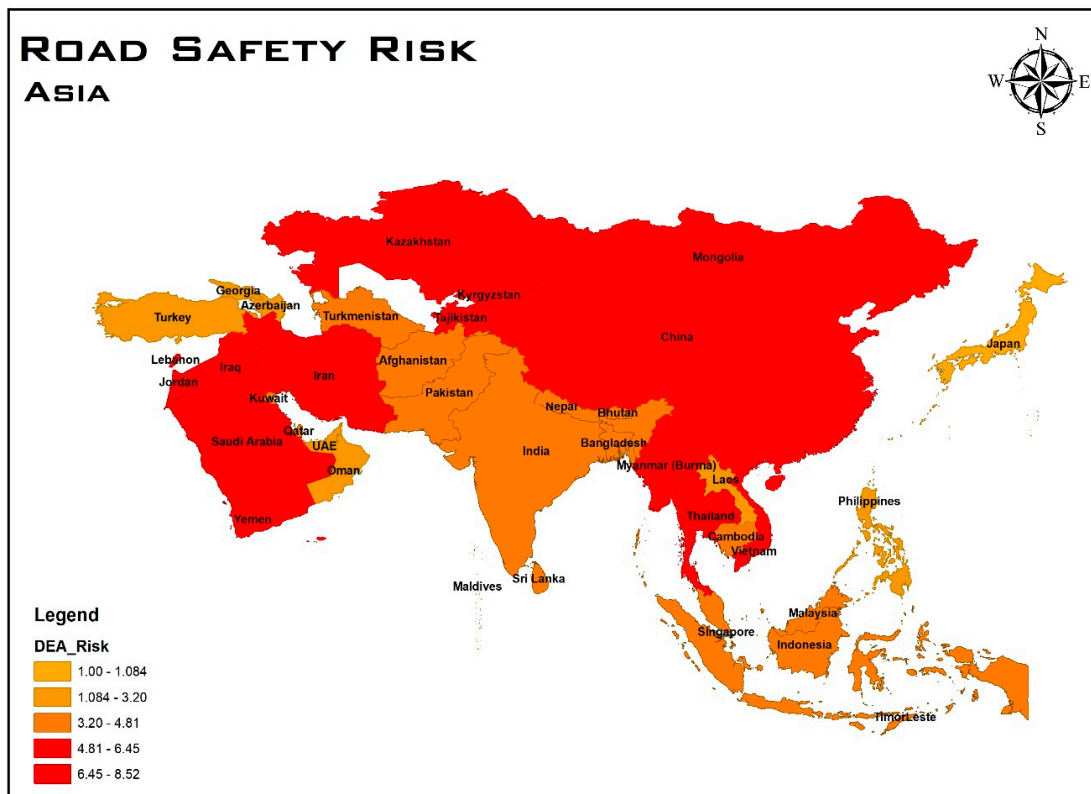 ROAD SAFETY RISK
ASIA
N
W E
S
Kazakhstan
Mongolia
Georgia
Kyrgyzstan
Azerbaijan
Turkey
Turkmenistan
Tajikistan
China
Japan
Lebanon
Iraq
Iran
Afghanistan
Jordan
Kuwait
Pakistan
Nepal
Bhutan
Qatar
Saudi Arabia
UAE
India
Bangladesh
Oman
Myanmar (Burma)
Laos
Philippines
Yemen
Thailand
Cambodia
Vietnam
Maldives
Sri Lanka
Malaysia
Singapore
Indonesia
TimorLeste
Legend
DEA_Risk
1.00 - 1.084
1.084 - 3.20
3.20 - 4.81
4.81 - 6.45
6.45 - 8.52